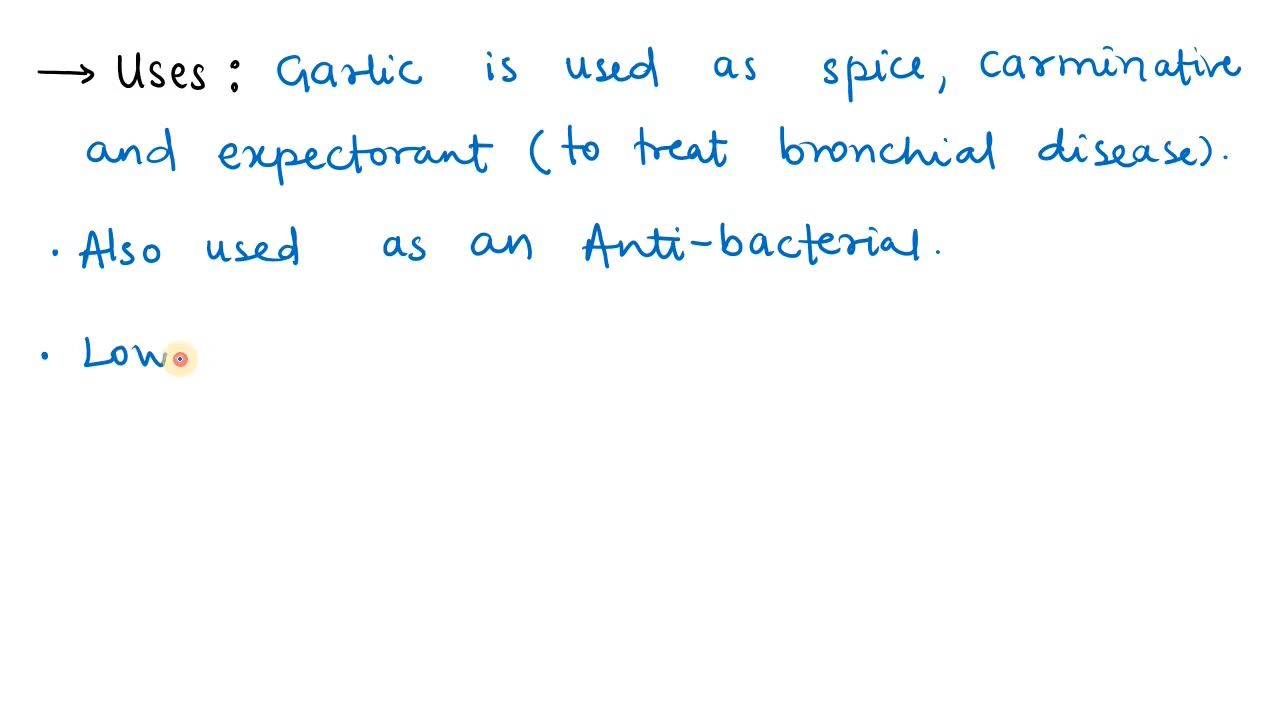 → Uses: Garlic is used as spice, carminative
and expectorant (to treat bronchial disease).
· Also used as an Anti-bacterial.
· Low